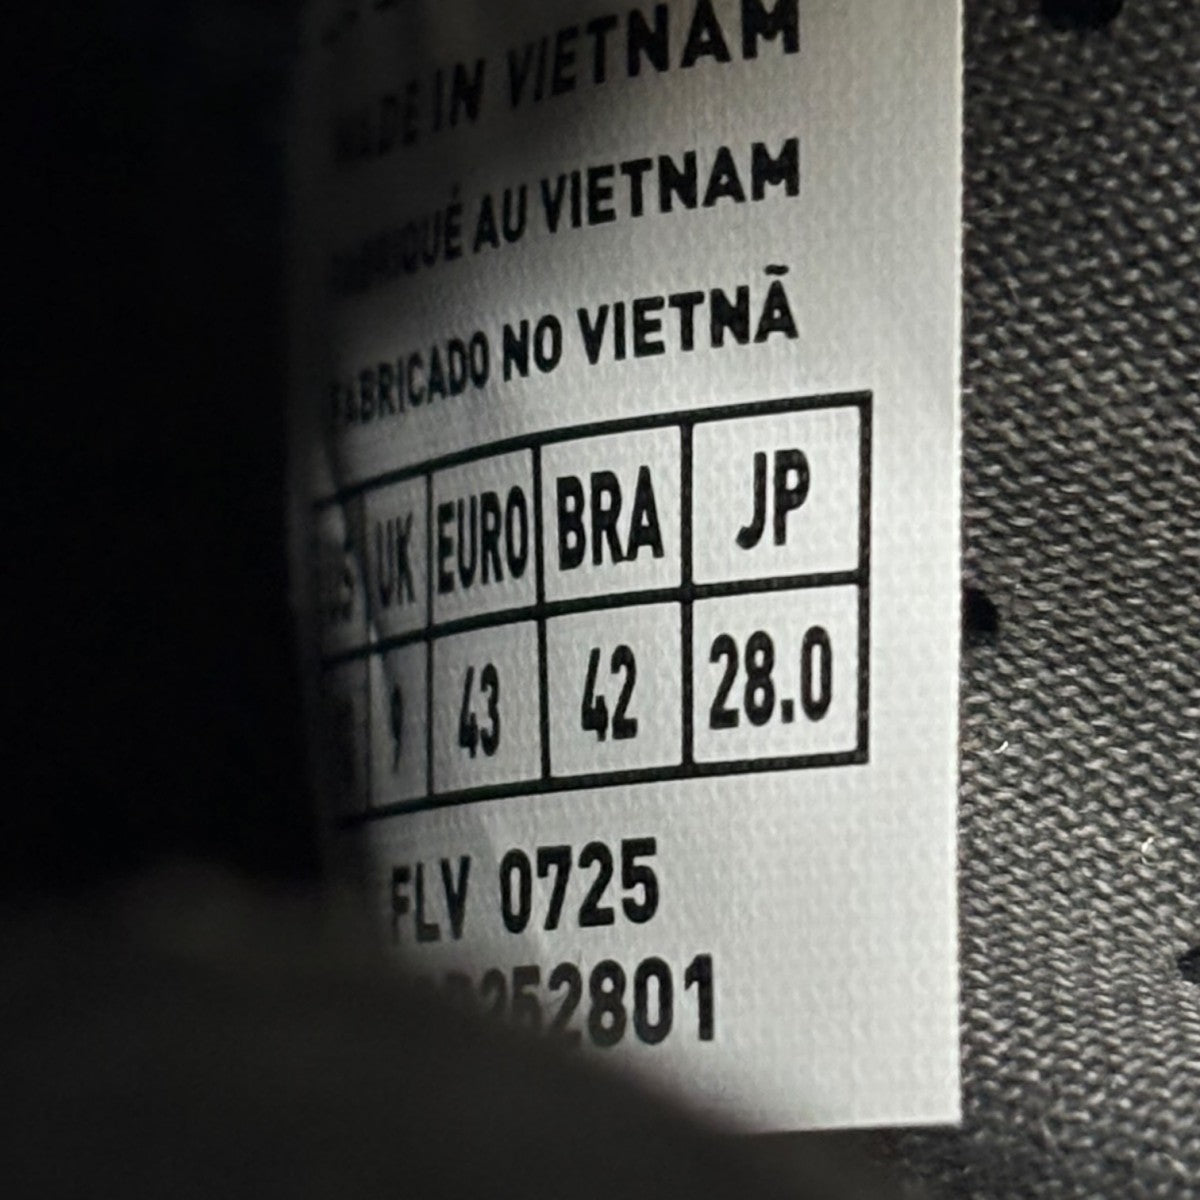 MADE IN VIETNAM
FABRIQUÉ AU VIETNAM
FABRICADO NO VIETNÃ
US UK EURO BRA JP
9 43 42 28.0
FLV 0725